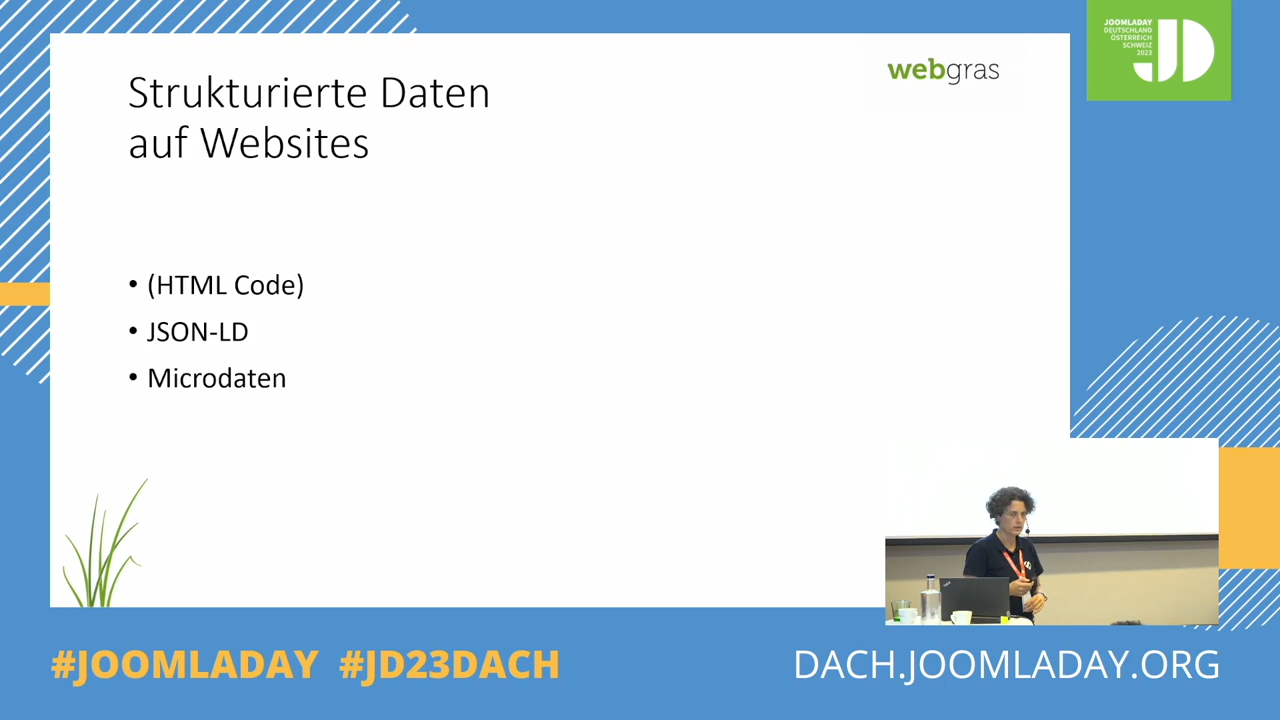 Strukturierte Daten
auf Websites
webgras
JOOMLADAY
DEUTSCHLAND
ÖSTERREICH
SCHWEIZ
2023
JD
• (HTML Code)
• JSON-LD
• Microdaten
#JOOMLADAY #JD23DACH
DACH.JOOMLADAY.ORG